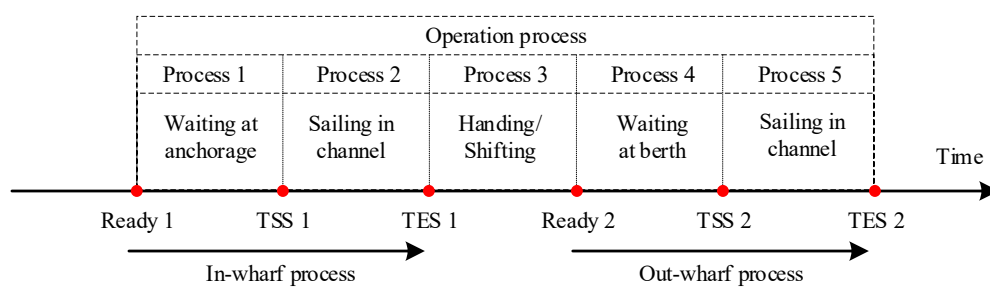 Operation process
Process 1 Process 2 Process 3 Process 4 Process 5
Waiting at anchorage
Sailing in channel
Handing/ Shifting
Waiting at berth
Sailing in channel
Time
Ready 1 TSS 1 TES 1 Ready 2 TSS 2 TES 2
In-wharf process Out-wharf process